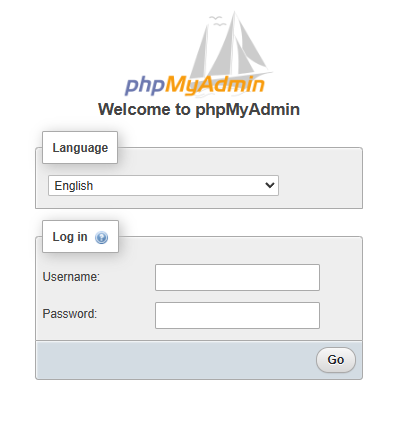 phpMyAdmin
Welcome to phpMyAdmin
Language
English
Log in
Username:
Password:
Go